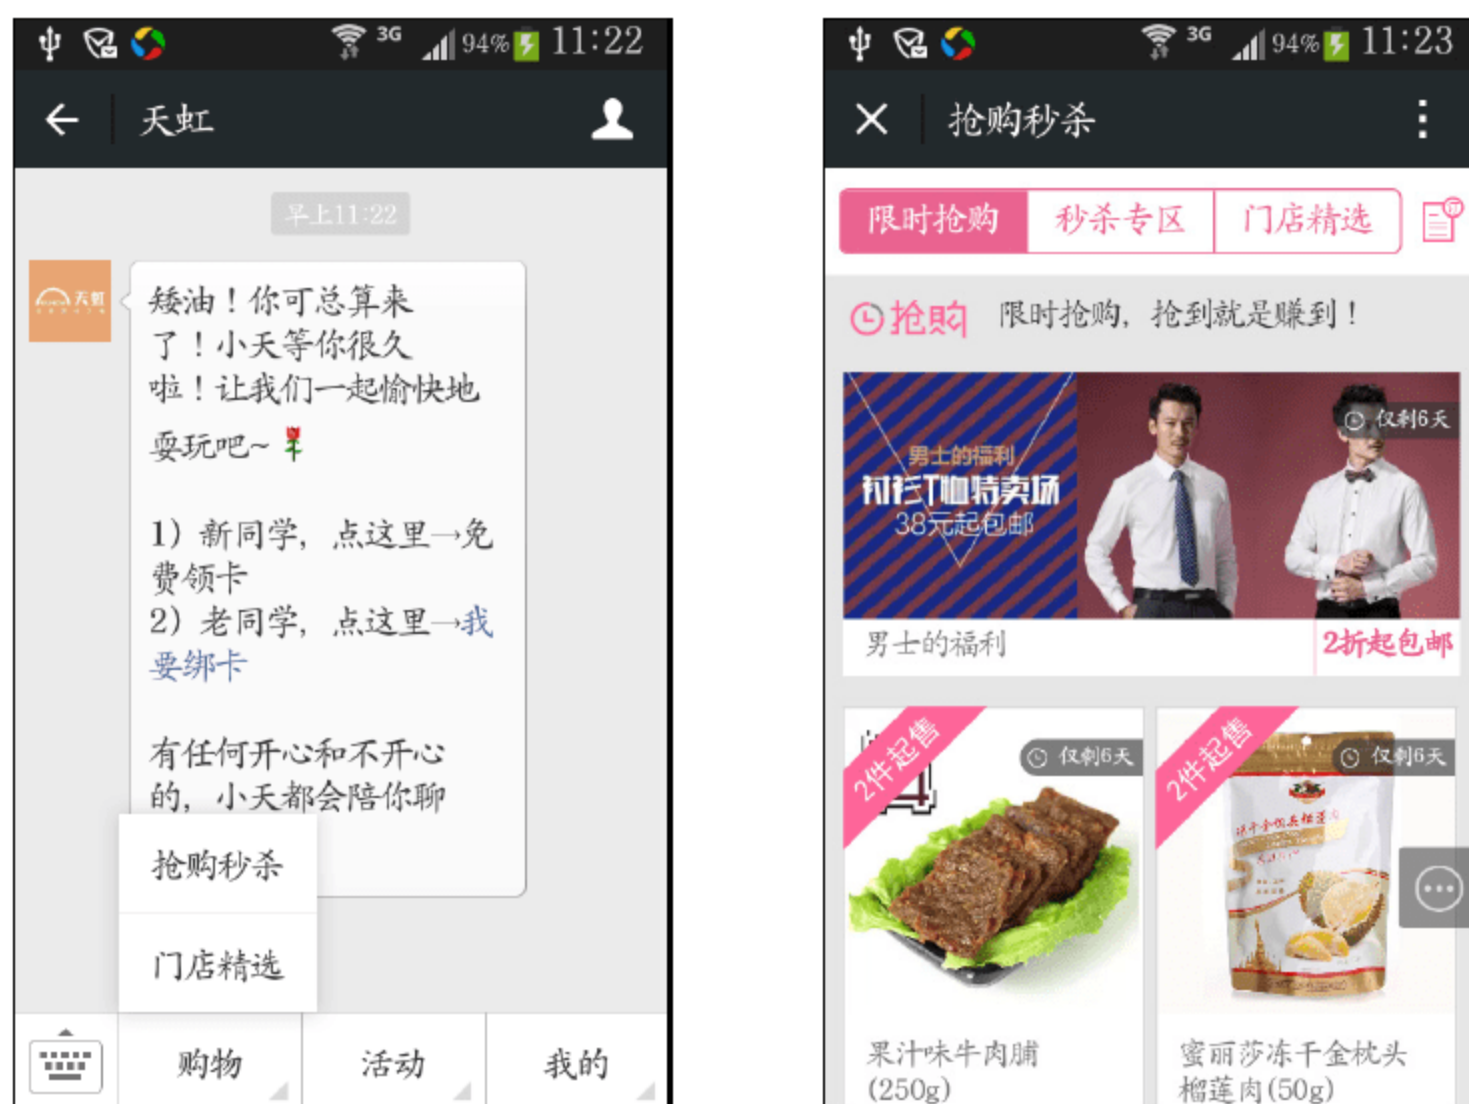 3G 94% 11:22
天虹
早上11:22
天虹
矮油！你可总算来
了！小天等你很久
啦！让我们一起愉快地
耍玩吧~
1）新同学，点这里→免
费领卡
2）老同学，点这里→我
要绑卡
有任何开心和不开心
的，小天都会陪你聊
抢购秒杀
门店精选
购物
活动
我的
3G 94% 11:23
抢购秒杀
限时抢购
秒杀专区
门店精选
订
抢购 限时抢购，抢到就是赚到！
仅剩6天
男士的福利
衬衫T恤特卖场
38元起包邮
男士的福利
2折起包邮
2件起售
仅剩6天
2件起售
仅剩6天
果汁味牛肉脯
(250g)
蜜丽莎冻干金枕头
榴莲肉(50g)